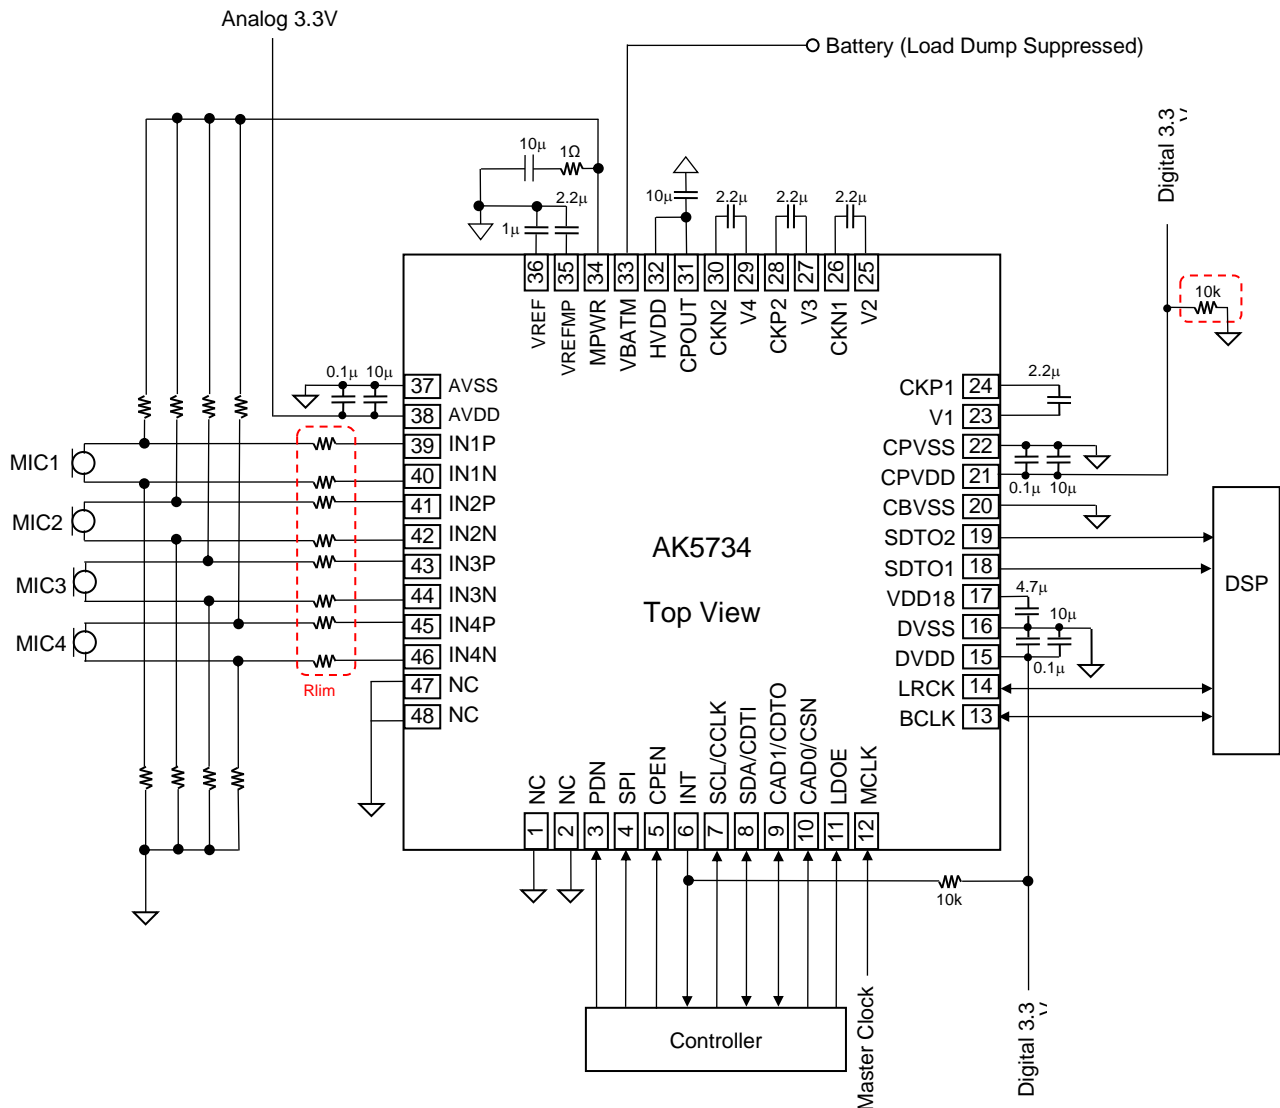 Analog 3.3V
Battery (Load Dump Suppressed)
Digital 3.3 V
10µ
1Ω
2.2µ
1µ
10µ
2.2µ
2.2µ
2.2µ
10k
36
35
34
33
32
31
30
29
28
27
26
25
VREF
VREFMP
MPWR
VBATM
HVDD
CPOUT
CKN2
V4
CKP2
V3
CKN1
V2
0.1µ
10µ
37 AVSS
38 AVDD
39 IN1P
40 IN1N
41 IN2P
42 IN2N
43 IN3P
44 IN3N
45 IN4P
46 IN4N
47 NC
48 NC
MIC1
MIC2
MIC3
MIC4
Rlim
AK5734
Top View
CKP1 24
V1 23
CPVSS 22
CPVDD 21
CBVSS 20
SDTO2 19
SDTO1 18
VDD18 17
DVSS 16
DVDD 15
LRCK 14
BCLK 13
2.2µ
0.1µ
10µ
4.7µ
10µ
0.1µ
DSP
NC
NC
PDN
SPI
CPEN
INT
SCL/CCLK
SDA/CDTI
CAD1/CDTO
CAD0/CSN
LDOE
MCLK
1
2
3
4
5
6
7
8
9
10
11
12
10k
Controller
Master Clock
Digital 3.3 V